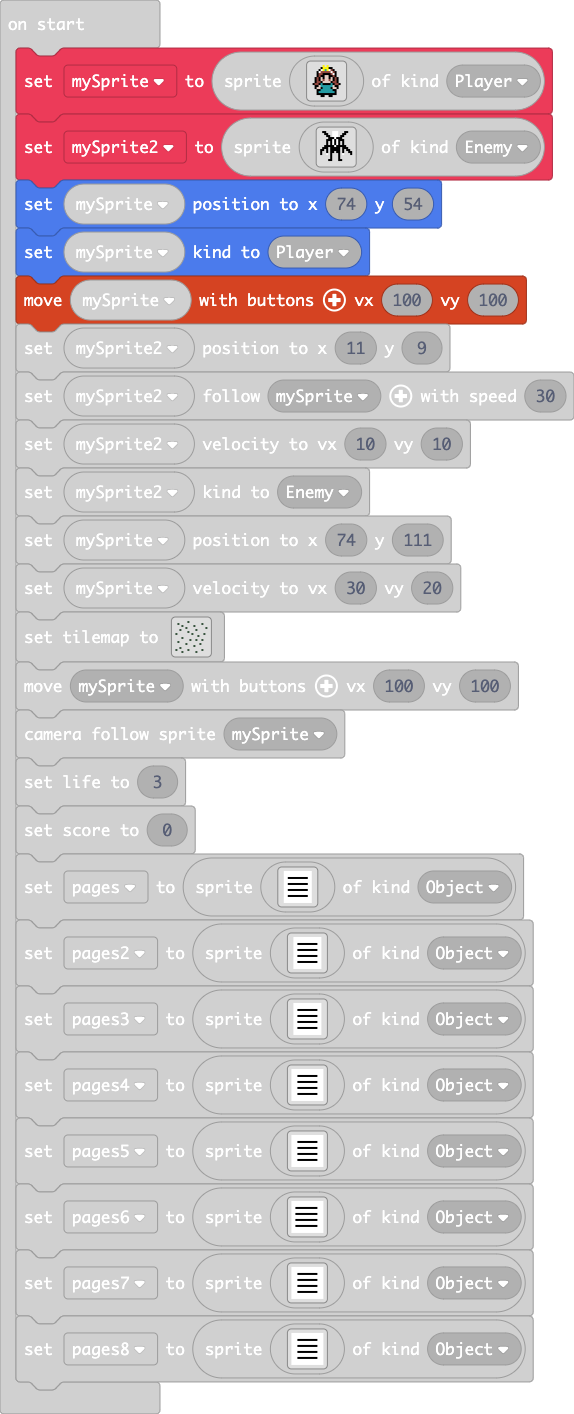 on start
set mySprite to sprite of kind Player
set mySprite2 to sprite of kind Enemy
set mySprite position to x 74 y 54
set mySprite kind to Player
move mySprite with buttons vx 100 vy 100
set mySprite2 position to x 11 y 9
set mySprite2 follow mySprite with speed 30
set mySprite2 velocity to vx 10 vy 10
set mySprite2 kind to Enemy
set mySprite position to x 74 y 111
set mySprite velocity to vx 30 vy 20
set tilemap to
move mySprite with buttons vx 100 vy 100
camera follow sprite mySprite
set life to 3
set score to 0
set pages to sprite of kind Object
set pages2 to sprite of kind Object
set pages3 to sprite of kind Object
set pages4 to sprite of kind Object
set pages5 to sprite of kind Object
set pages6 to sprite of kind Object
set pages7 to sprite of kind Object
set pages8 to sprite of kind Object